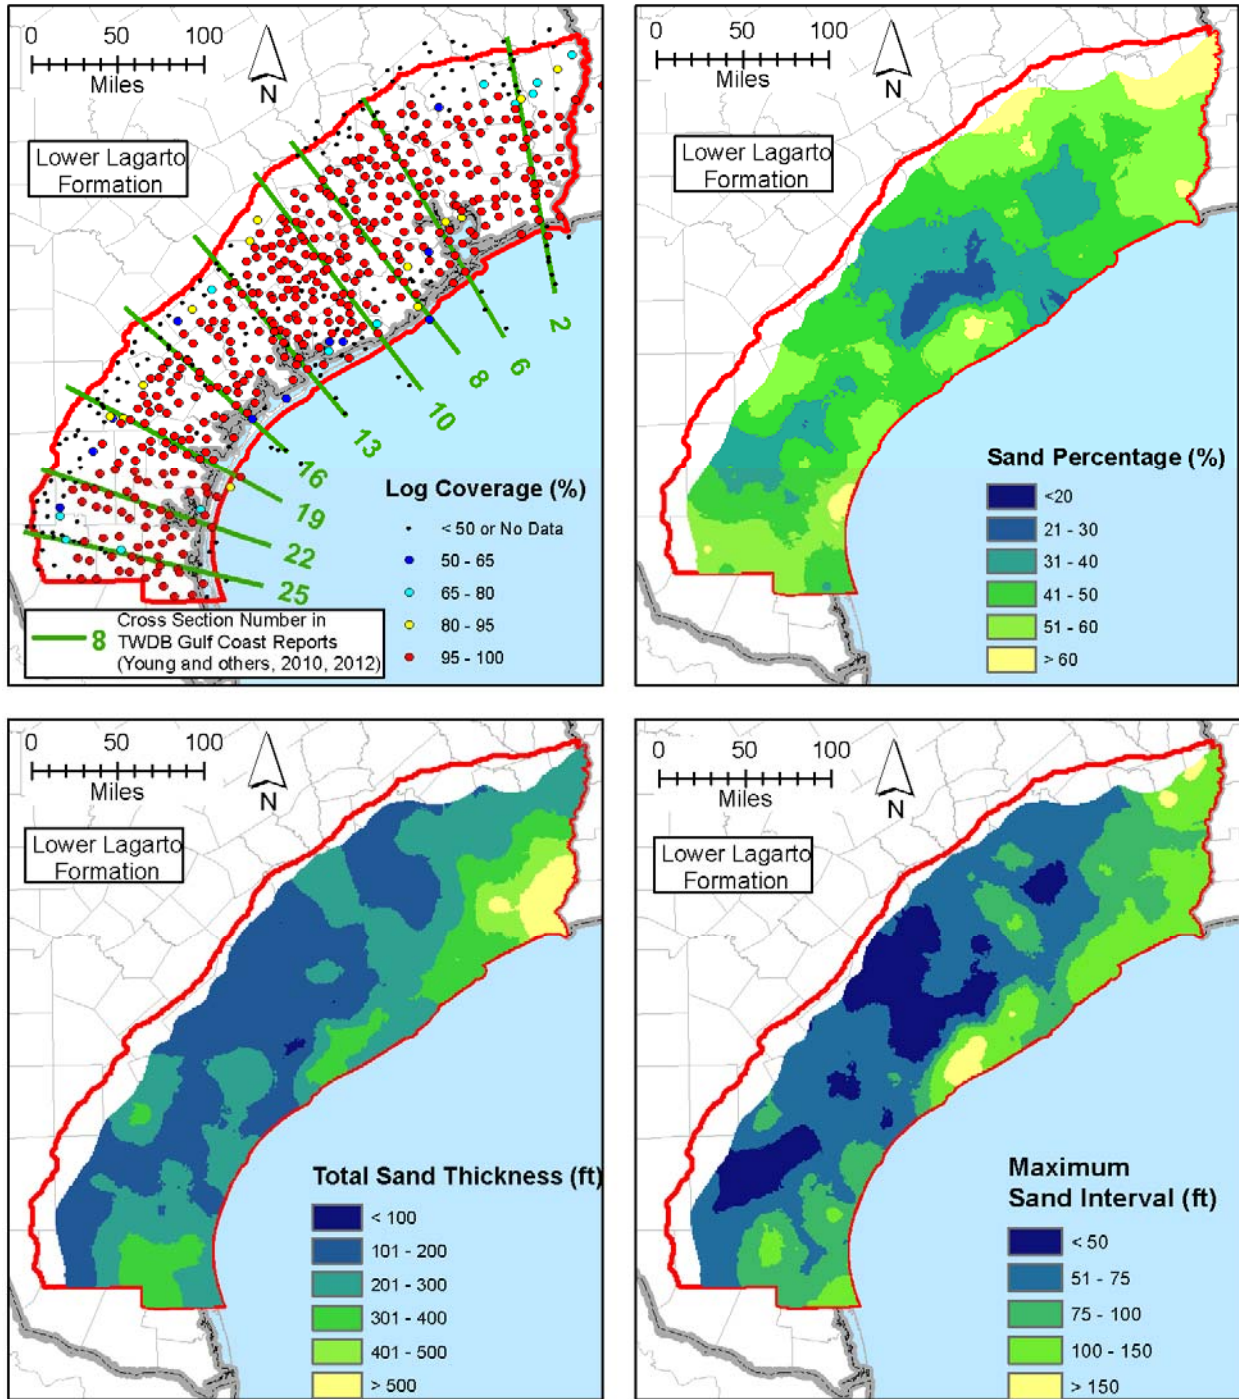 0 50 100
Miles
N
Lower Lagarto
Formation
2
6
8
10
13
16
19
22
25
Log Coverage (%)
< 50 or No Data
50 - 65
65 - 80
80 - 95
95 - 100
8 Cross Section Number in
TWDB Gulf Coast Reports
(Young and others, 2010, 2012)
0 50 100
Miles
N
Lower Lagarto
Formation
Sand Percentage (%)
<20
21 - 30
31 - 40
41 - 50
51 - 60
> 60
0 50 100
Miles
N
Lower Lagarto
Formation
Total Sand Thickness (ft)
< 100
101 - 200
201 - 300
301 - 400
401 - 500
> 500
0 50 100
Miles
N
Lower Lagarto
Formation
Maximum
Sand Interval (ft)
< 50
51 - 75
75 - 100
100 - 150
> 150